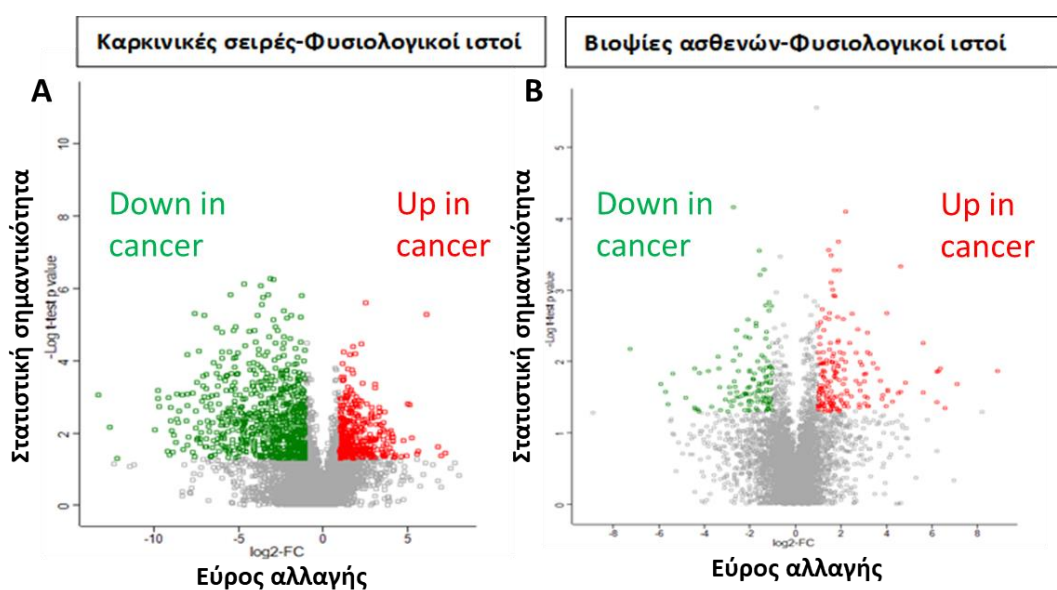 Καρκινικές σειρές-Φυσιολογικοί ιστοί
Βιοψίες ασθενών-Φυσιολογικοί ιστοί
A
Στατιστική σημαντικότητα
-Log t-test p value
10
8
6
4
2
0
Down in
cancer
Up in
cancer
-10
-5
0
5
log2-FC
Εύρος αλλαγής
B
Στατιστική σημαντικότητα
-Log t-test p value
5
4
3
2
1
0
Down in
cancer
Up in
cancer
-8
-6
-4
-2
0
2
4
6
8
log2-FC
Εύρος αλλαγής